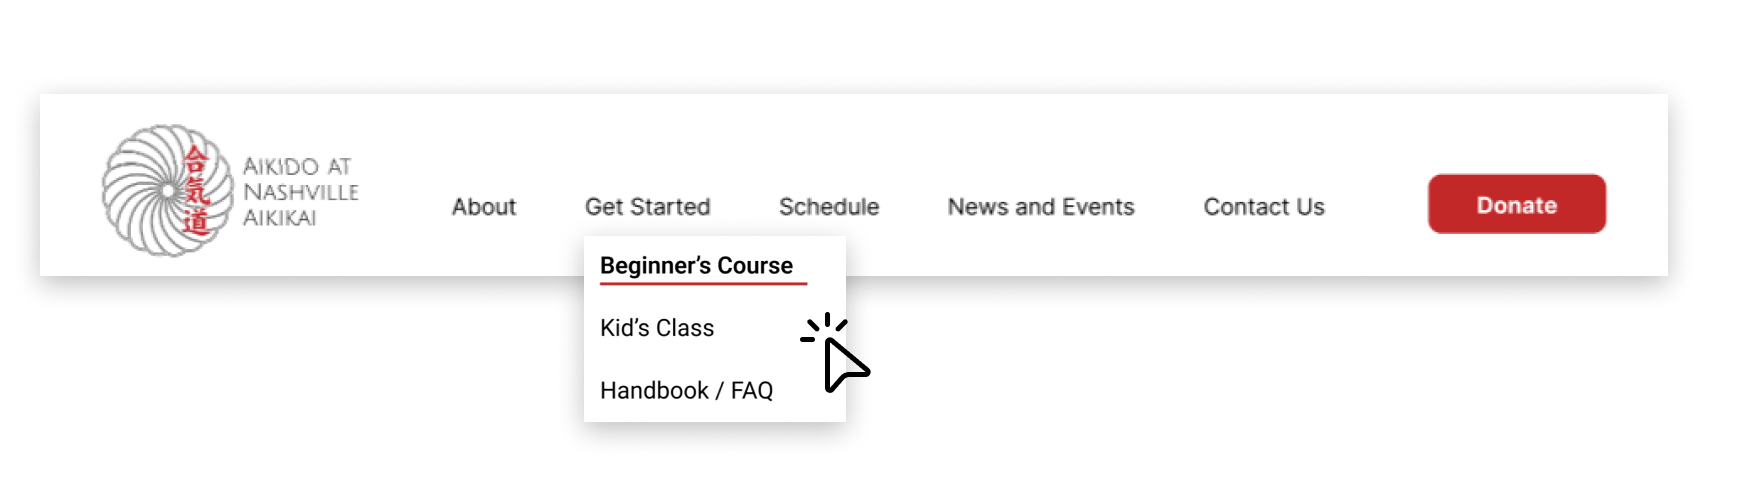 合気道
AIKIDO AT
NASHVILLE
AIKIKAI
About
Get Started
Schedule
News and Events
Contact Us
Donate
Beginner’s Course
Kid’s Class
Handbook / FAQ